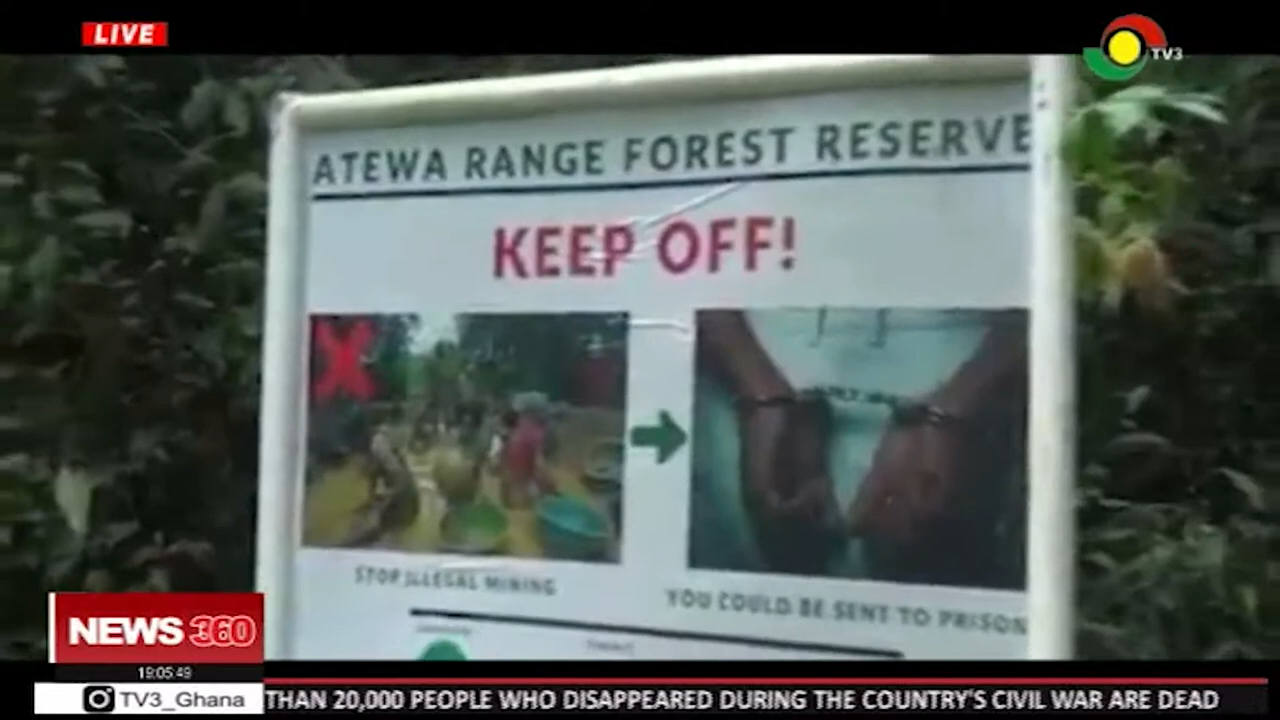 LIVE
TV3
ATEWA RANGE FOREST RESERVE
KEEP OFF!
X
STOP ILLEGAL MINING
YOU COULD BE SENT TO PRISON
NEWS 360
19:05:49
TV3_Ghana
THAN 20,000 PEOPLE WHO DISAPPEARED DURING THE COUNTRY'S CIVIL WAR ARE DEAD